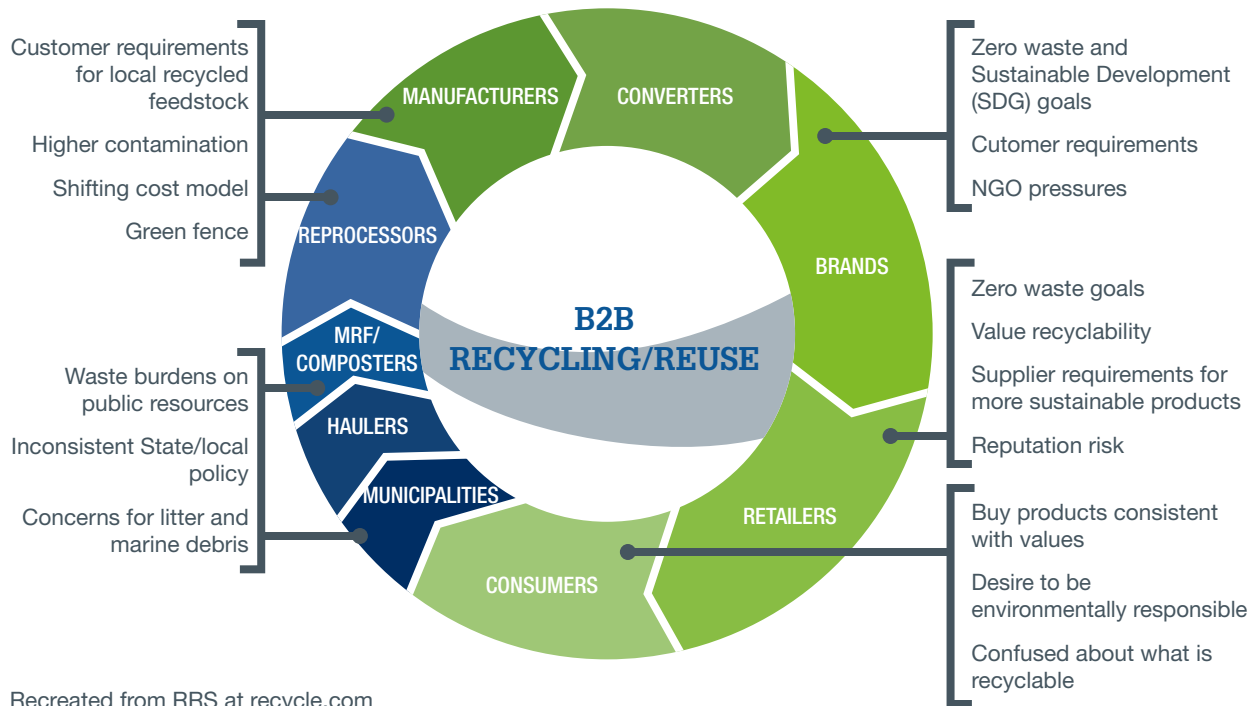 Customer requirements
for local recycled
feedstock
Higher contamination
Shifting cost model
Green fence
Waste burdens on
public resources
Inconsistent State/local
policy
Concerns for litter and
marine debris
MANUFACTURERS
CONVERTERS
BRANDS
RETAILERS
CONSUMERS
MUNICIPALITIES
HAULERS
MRF/
COMPOSTERS
REPROCESSORS
B2B
RECYCLING/REUSE
Zero waste and
Sustainable Development
(SDG) goals
Cutomer requirements
NGO pressures
Zero waste goals
Value recyclability
Supplier requirements for
more sustainable products
Reputation risk
Buy products consistent
with values
Desire to be
environmentally responsible
Confused about what is
recyclable
Recreated from RRS at recycle.com